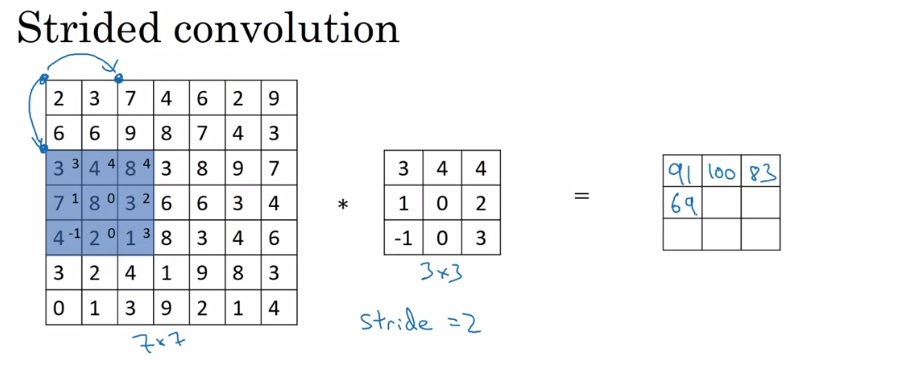 Strided convolution
2 3 7 4 6 2 9
6 6 9 8 7 4 3
3 3 4 4 8 4 3 8 9 7
7 1 8 0 3 2 6 6 3 4
4 -1 2 0 1 3 8 3 4 6
3 2 4 1 9 8 3
0 1 3 9 2 1 4
7×7
*
3 4 4
1 0 2
-1 0 3
3×3
stride = 2
=
91 100 83
69